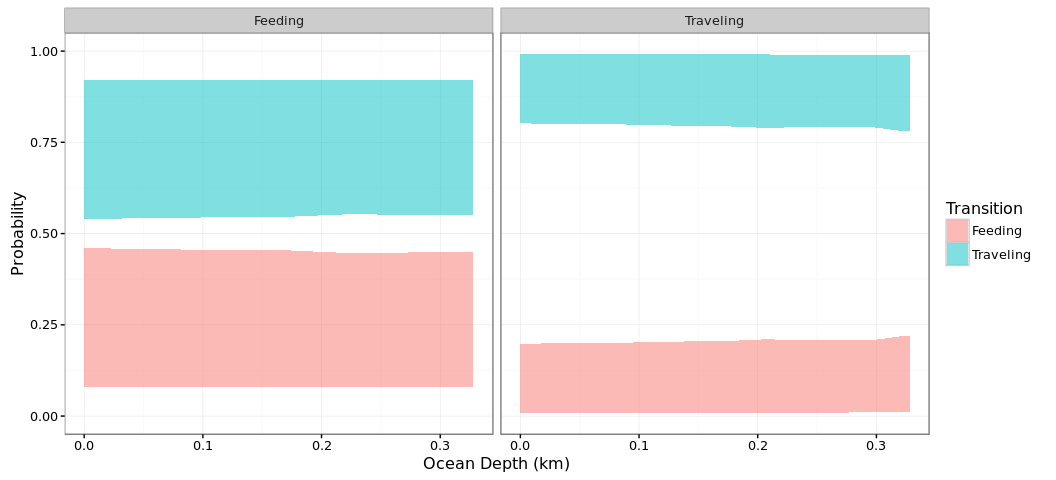 Feeding
Traveling
1.00
0.75
0.50
0.25
0.00
Probability
0.0
0.1
0.2
0.3
0.0
0.1
0.2
0.3
Ocean Depth (km)
Transition
Feeding
Traveling